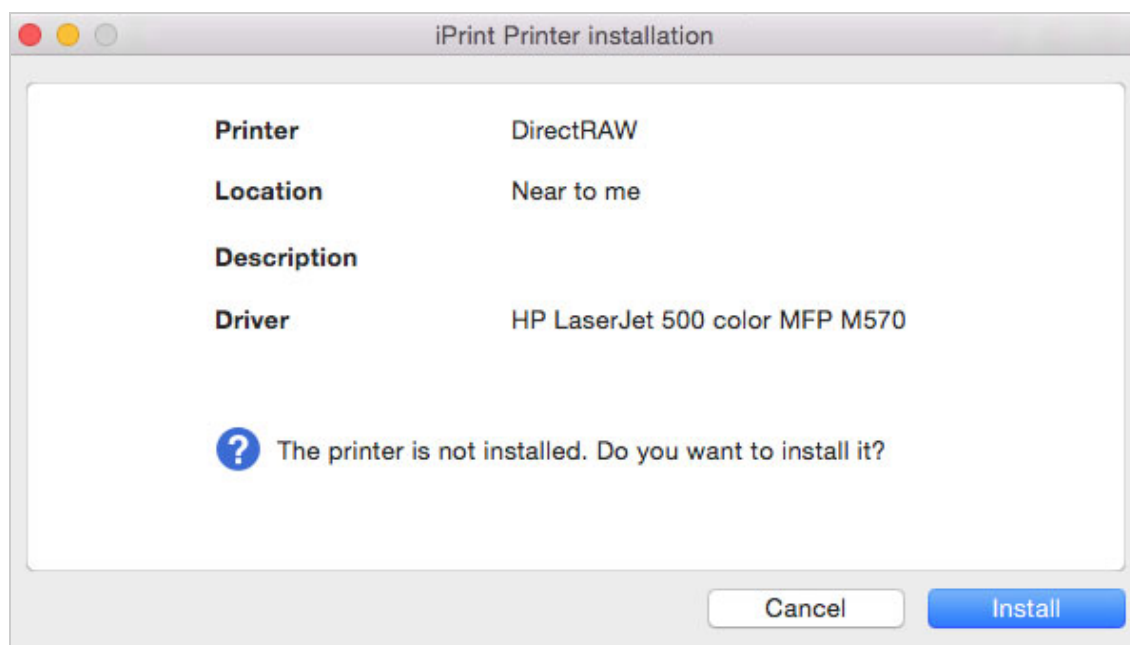 iPrint Printer installation
Printer DirectRAW
Location Near to me
Description
Driver HP LaserJet 500 color MFP M570
? The printer is not installed. Do you want to install it?
Cancel Install